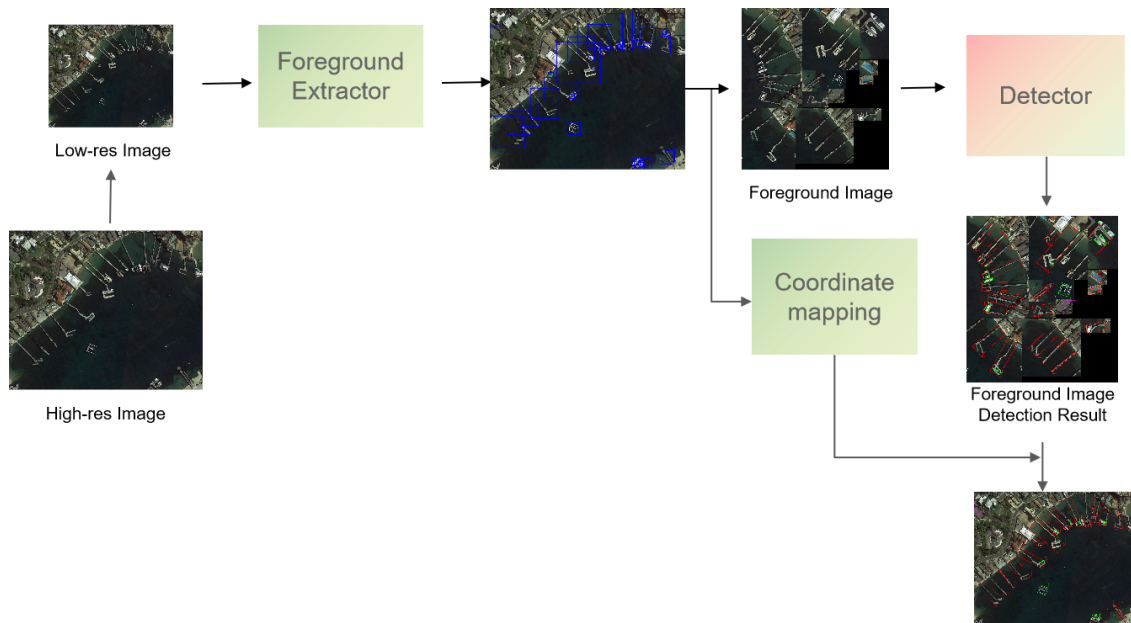 Foreground
Extractor
Detector
Low-res Image
Foreground Image
Coordinate
mapping
High-res Image
Foreground Image
Detection Result